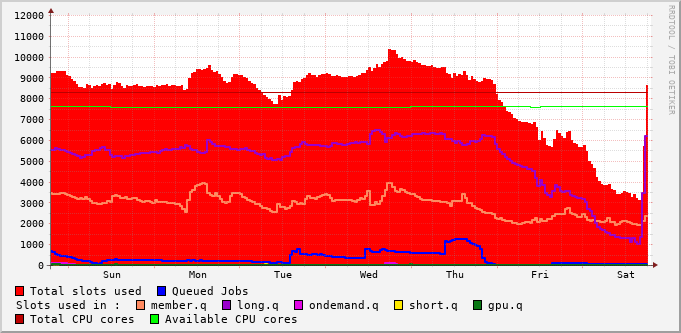 12000
11000
10000
9000
8000
7000
6000
5000
4000
3000
2000
1000
0
Sun Mon Tue Wed Thu Fri Sat
RRDTOOL / TOBI OETIKER
Total slots used Queued Jobs
Slots used in : member.q long.q ondemand.q short.q gpu.q
Total CPU cores Available CPU cores